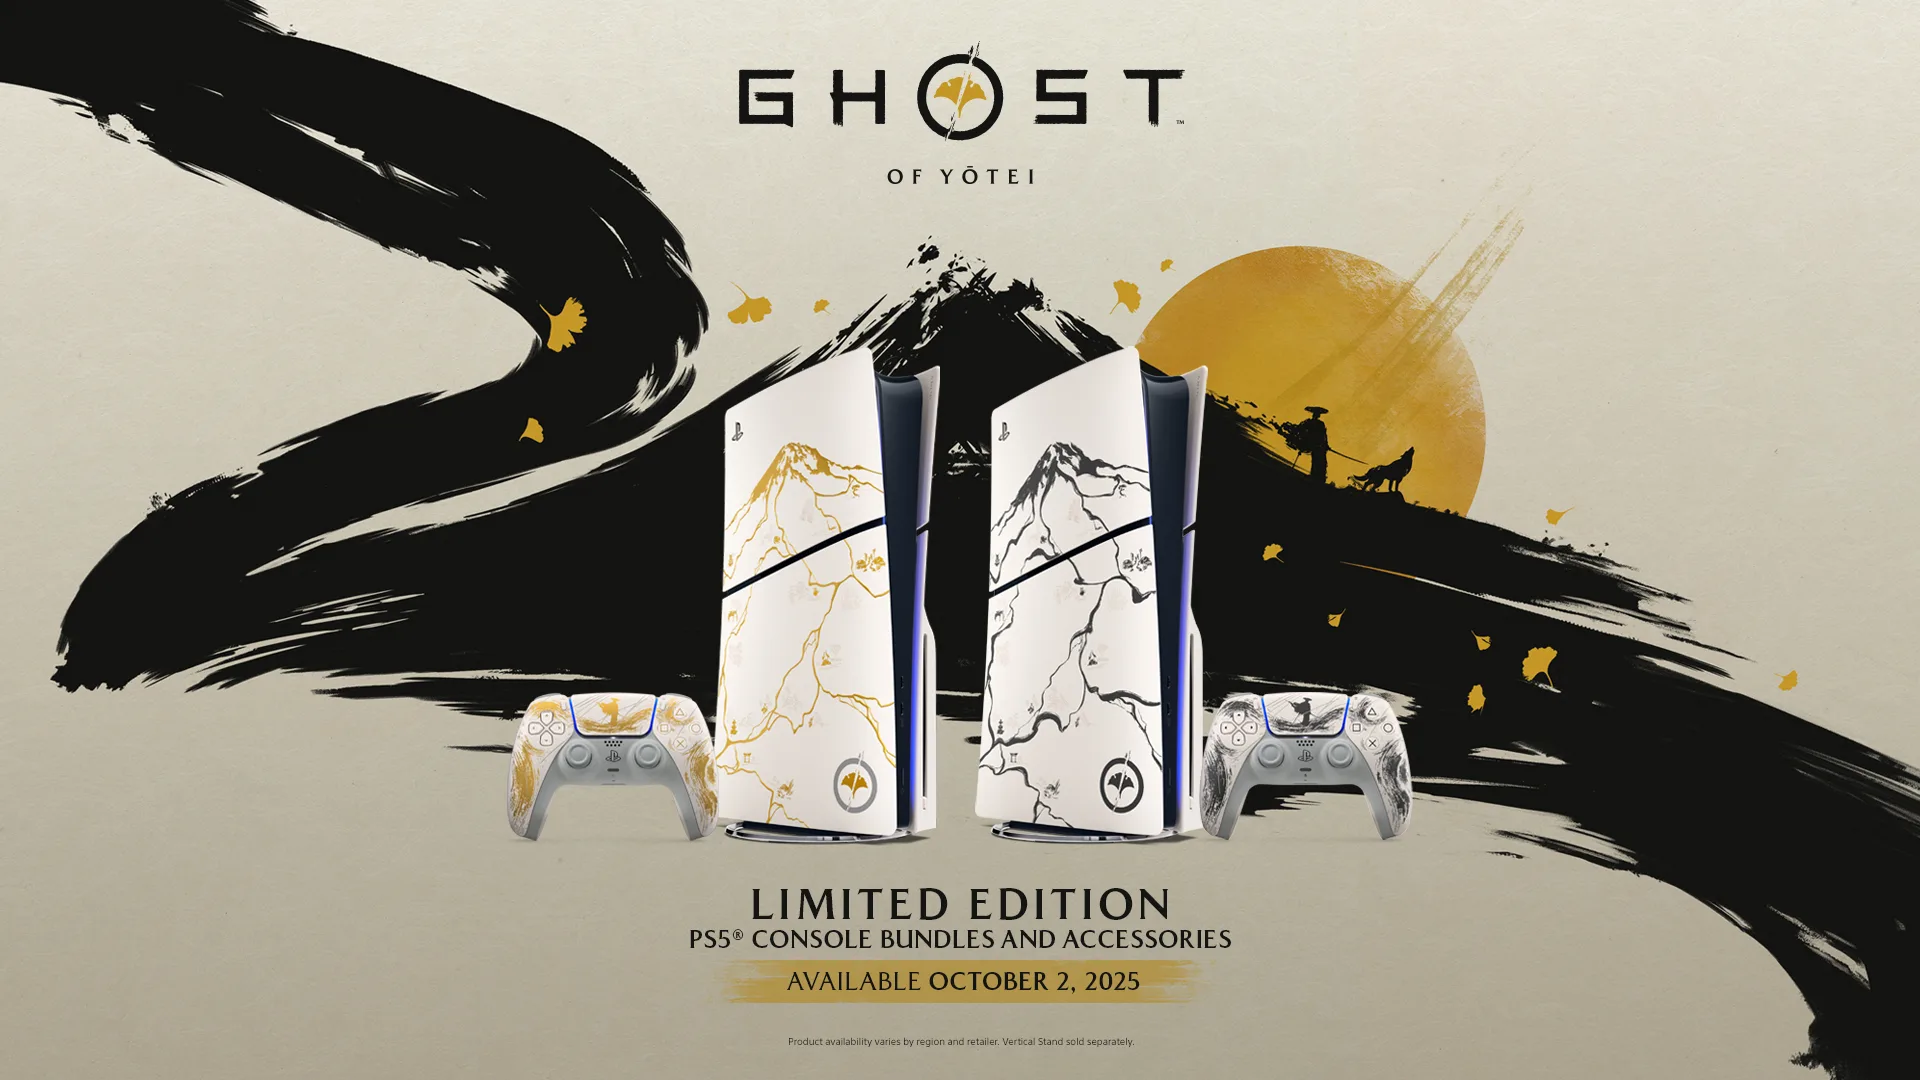 GHOST™
OF YŌTEI
LIMITED EDITION
PS5® CONSOLE BUNDLES AND ACCESSORIES
AVAILABLE OCTOBER 2, 2025
Product availability varies by region and retailer. Vertical Stand sold separately.